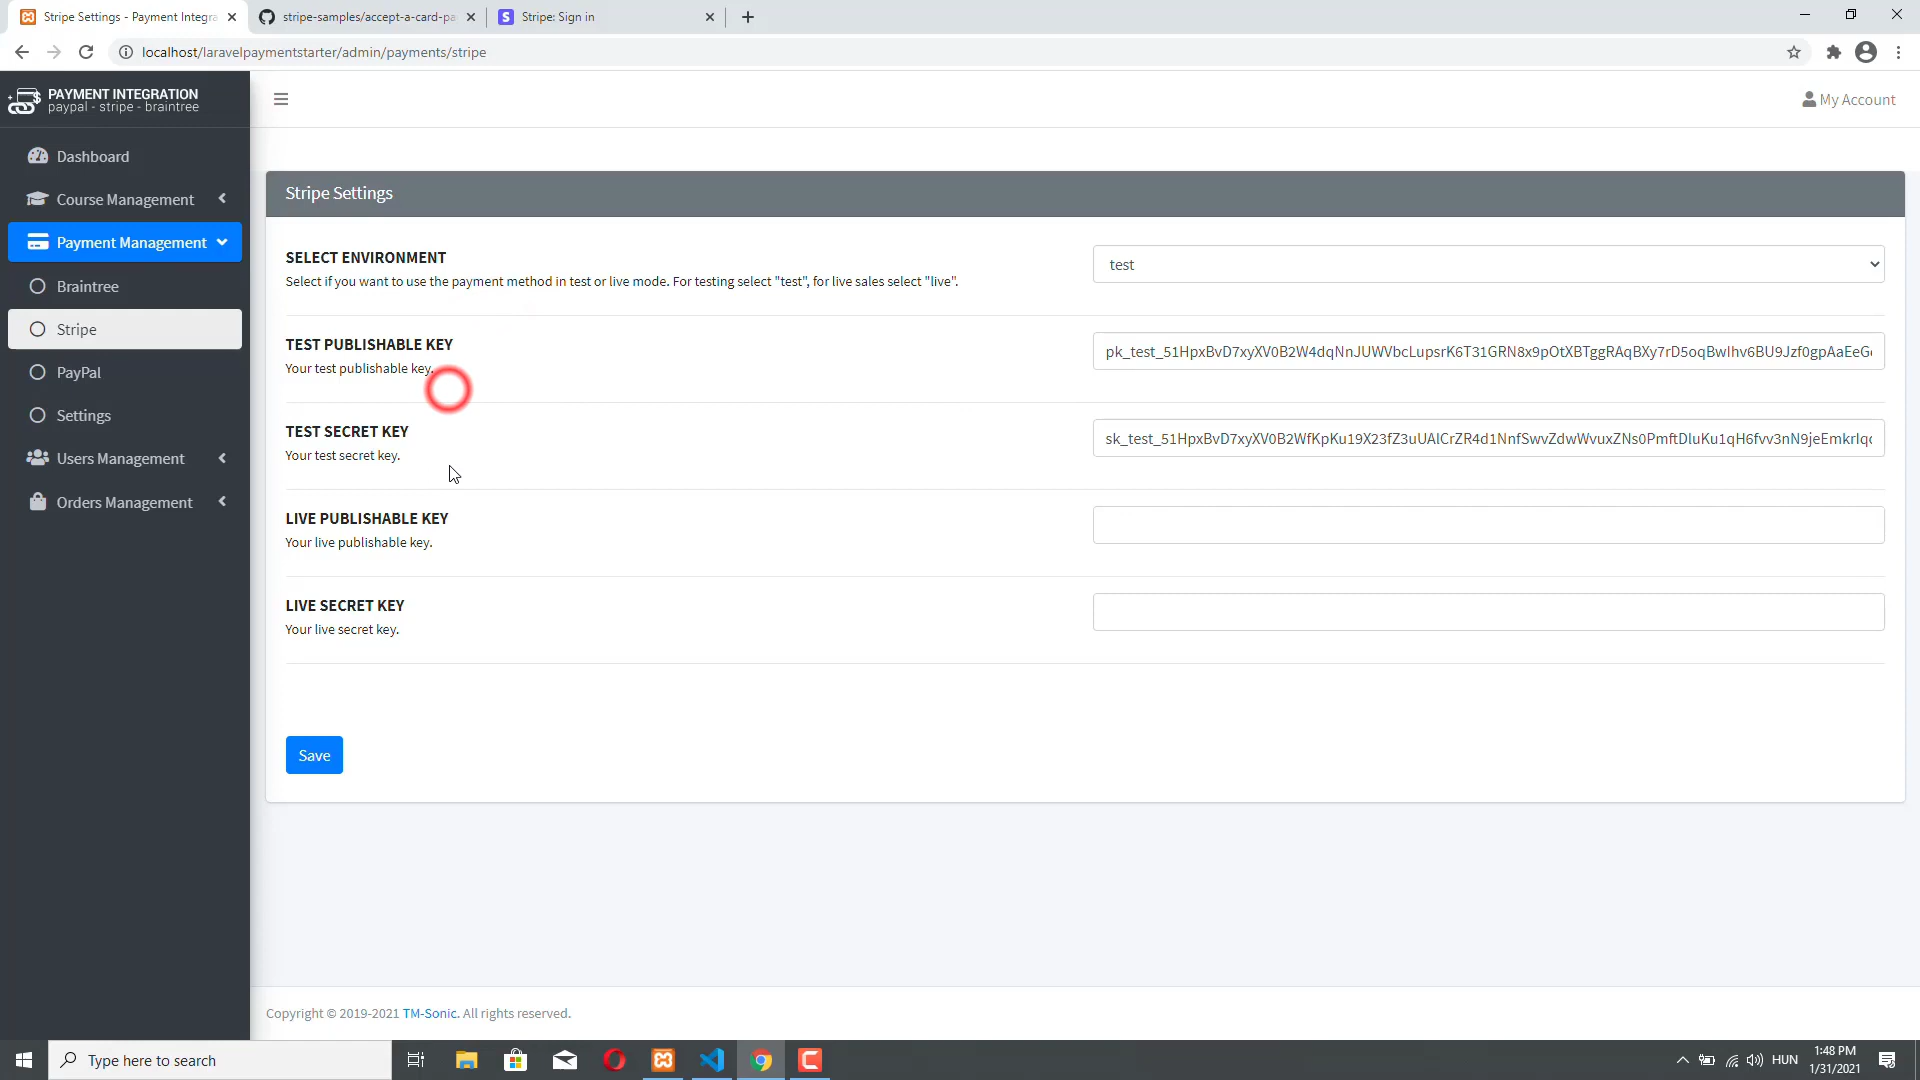 Stripe Settings - Payment Integra
stripe-samples/accept-a-card-pa
Stripe: Sign in
localhost/laravelpaymentstarter/admin/payments/stripe
PAYMENT INTEGRATION
paypal - stripe - braintree
My Account
Dashboard
Course Management
Payment Management
Braintree
Stripe
PayPal
Settings
Users Management
Orders Management
Stripe Settings
SELECT ENVIRONMENT
Select if you want to use the payment method in test or live mode. For testing select "test", for live sales select "live".
test
TEST PUBLISHABLE KEY
Your test publishable key.
TEST SECRET KEY
Your test secret key.
LIVE PUBLISHABLE KEY
Your live publishable key.
LIVE SECRET KEY
Your live secret key.
Save
Copyright © 2019-2021 TM-Sonic. All rights reserved.
Type here to search
HUN
1:48 PM
1/31/2021